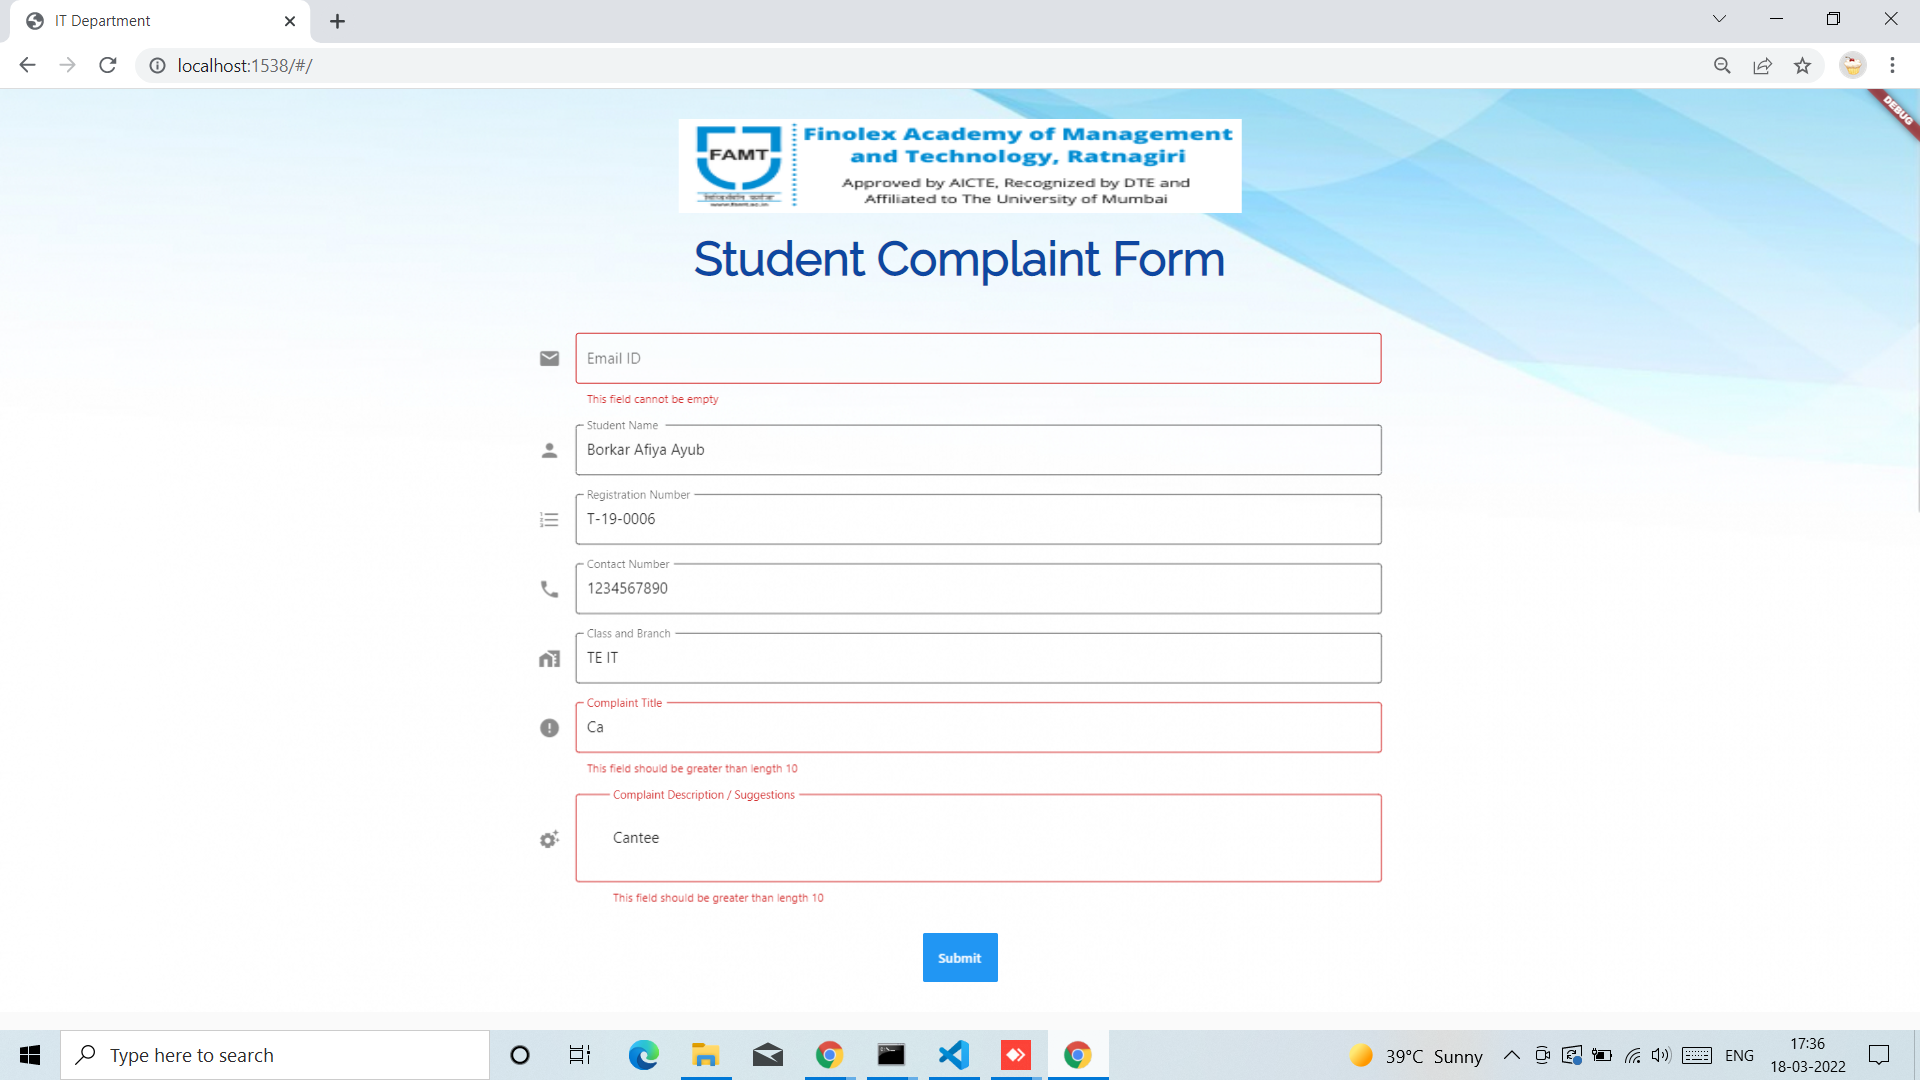 IT Department
localhost:1538/#/
DEBUG
FAMT
www.famt.ac.in
Finolex Academy of Management
and Technology, Ratnagiri
Approved by AICTE, Recognized by DTE and
Affiliated to The University of Mumbai
Student Complaint Form
Email ID
This field cannot be empty
Student Name
Borkar Afiya Ayub
Registration Number
T-19-0006
Contact Number
1234567890
Class and Branch
TE IT
Complaint Title
Ca
This field should be greater than length 10
Complaint Description / Suggestions
Cantee
This field should be greater than length 10
Submit
Type here to search
39°C Sunny
ENG
17:36
18-03-2022